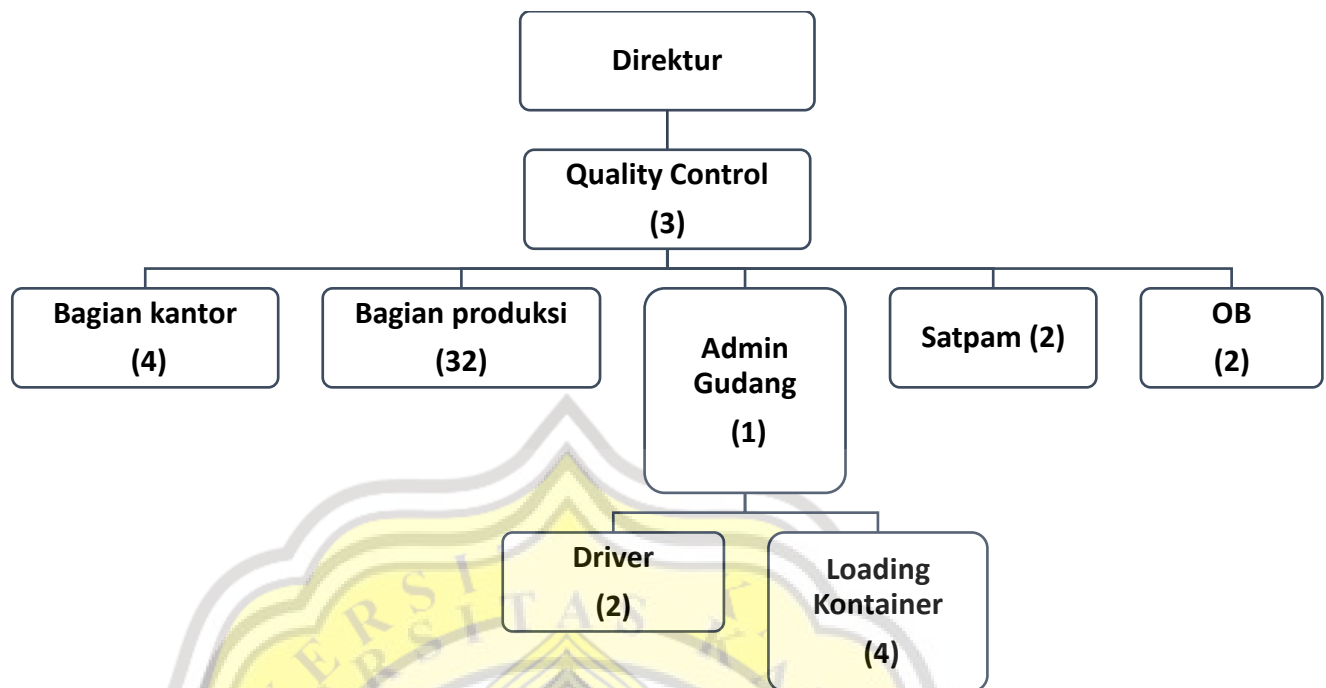 Direktur
Quality Control
(3)
Bagian kantor
(4)
Bagian produksi
(32)
Admin
Gudang
(1)
Satpam (2)
OB
(2)
Driver
(2)
Loading
Kontainer
(4)